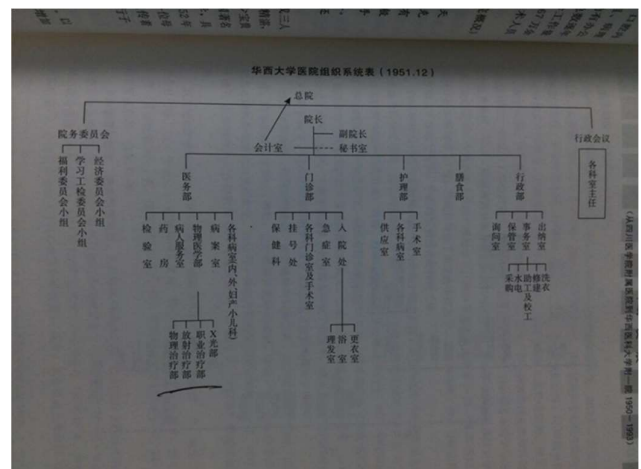 华西大学医院组织系统表（1951.12）
总院
院长
副院长
会计室
秘书室
院务委员会
经济委员会小组
学习工检委员会小组
福利委员会小组
行政会议
各科室主任
医务部
门诊部
护理部
膳食部
行政部
各科病室（内、外、妇产小儿科）
病案室
物理医学部
病人服务室
药房
检验室
X光部
职业治疗部
放射治疗部
物理治疗部
入院处
急症室
各科门诊室及手术室
挂号处
保健科
更衣室
浴室
理发室
手术室
各科病室
供应室
出纳室
事务室
保管室
询问室
洗衣
修建
勤工及校工
水电
采购